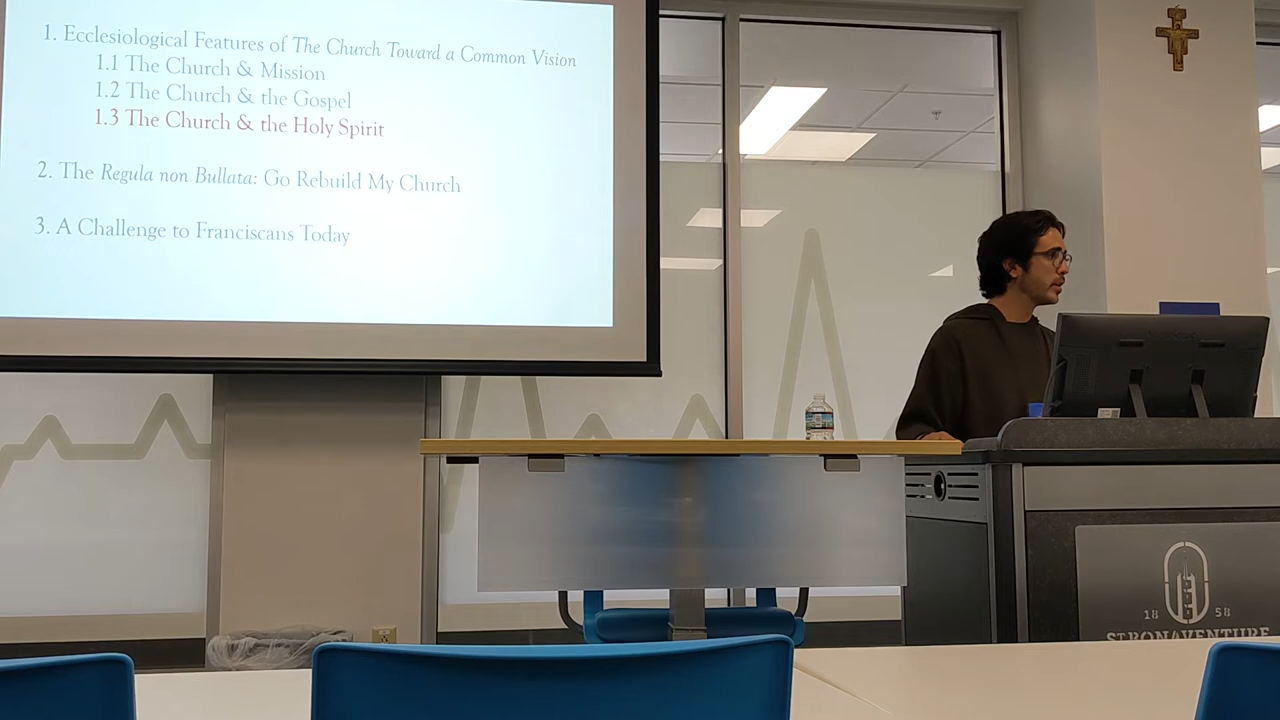 1. Ecclesiological Features of The Church Toward a Common Vision
1.1 The Church & Mission
1.2 The Church & the Gospel
1.3 The Church & the Holy Spirit
2. The Regula non Bullata: Go Rebuild My Church
3. A Challenge to Franciscans Today
18 58
ST.BONAVENTURE